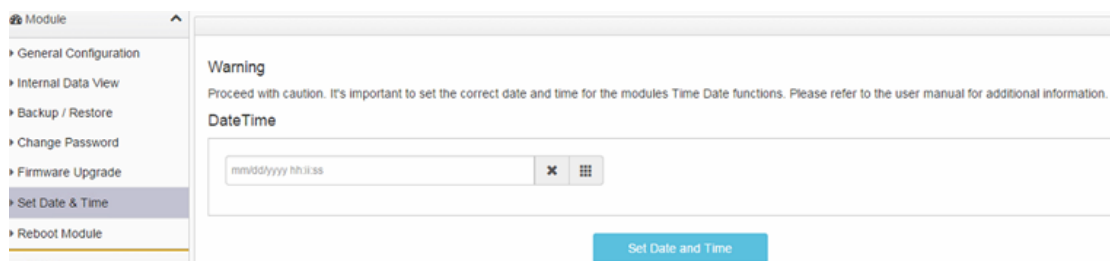 Module
General Configuration
Internal Data View
Backup / Restore
Change Password
Firmware Upgrade
Set Date & Time
Reboot Module
Warning
Proceed with caution. It's important to set the correct date and time for the modules Time Date functions. Please refer to the user manual for additional information.
DateTime
mm/dd/yyyy hh:ii:ss
Set Date and Time